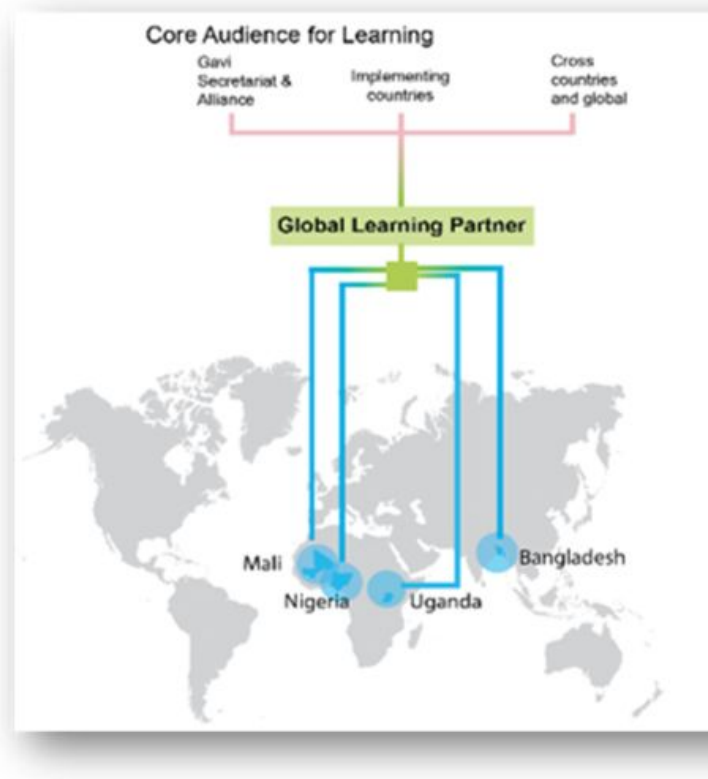 Core Audience for Learning
Gavi
Secretariat &
Alliance
Implementing
countries
Cross
countries
and global
Global Learning Partner
Mali
Nigeria
Uganda
Bangladesh